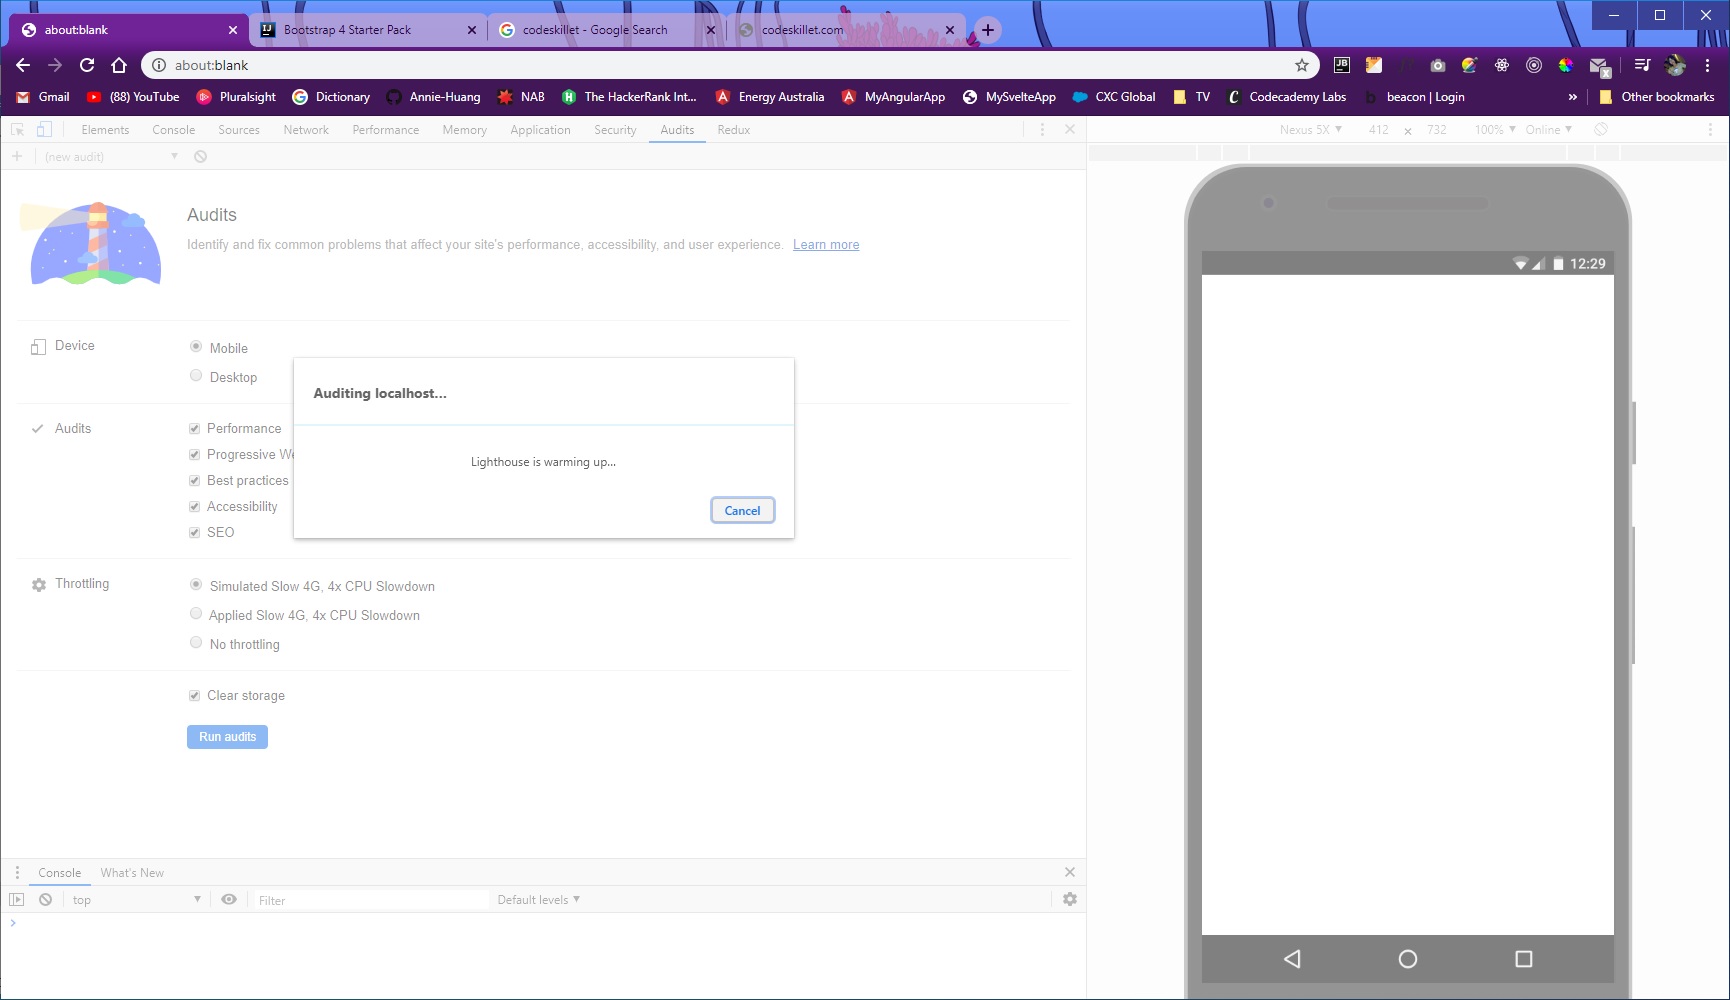 about:blank
Bootstrap 4 Starter Pack
codeskillet - Google Search
codeskillet.com
about:blank
Gmail (88) YouTube Pluralsight Dictionary Annie-Huang NAB The HackerRank Int... Energy Australia MyAngularApp MySvelteApp CXC Global TV Codecademy Labs beacon | Login » Other bookmarks
Elements Console Sources Network Performance Memory Application Security Audits Redux
Nexus 5X 412 × 732 100% Online
(new audit)
Audits
Identify and fix common problems that affect your site's performance, accessibility, and user experience. Learn more
12:29
Device
Mobile
Desktop
Auditing localhost...
Audits
Performance
Progressive We
Best practices
Accessibility
SEO
Lighthouse is warming up...
Cancel
Throttling
Simulated Slow 4G, 4x CPU Slowdown
Applied Slow 4G, 4x CPU Slowdown
No throttling
Clear storage
Run audits
Console What's New
top Filter Default levels